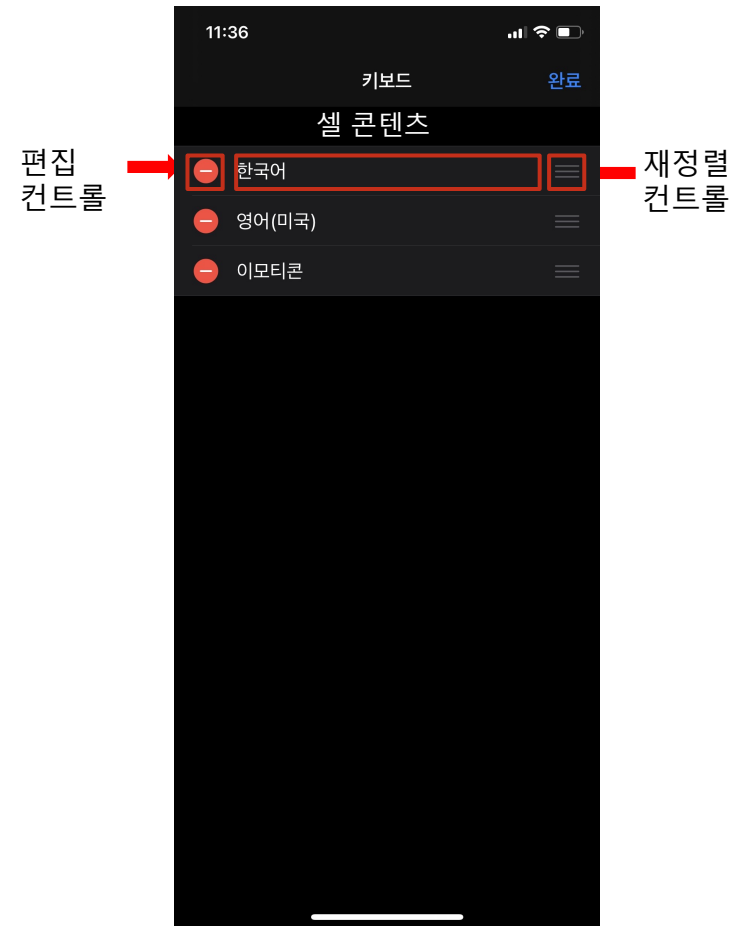 11:36
키보드
완료
셀 콘텐츠
편집
컨트롤
한국어
재정렬
컨트롤
영어(미국)
이모티콘